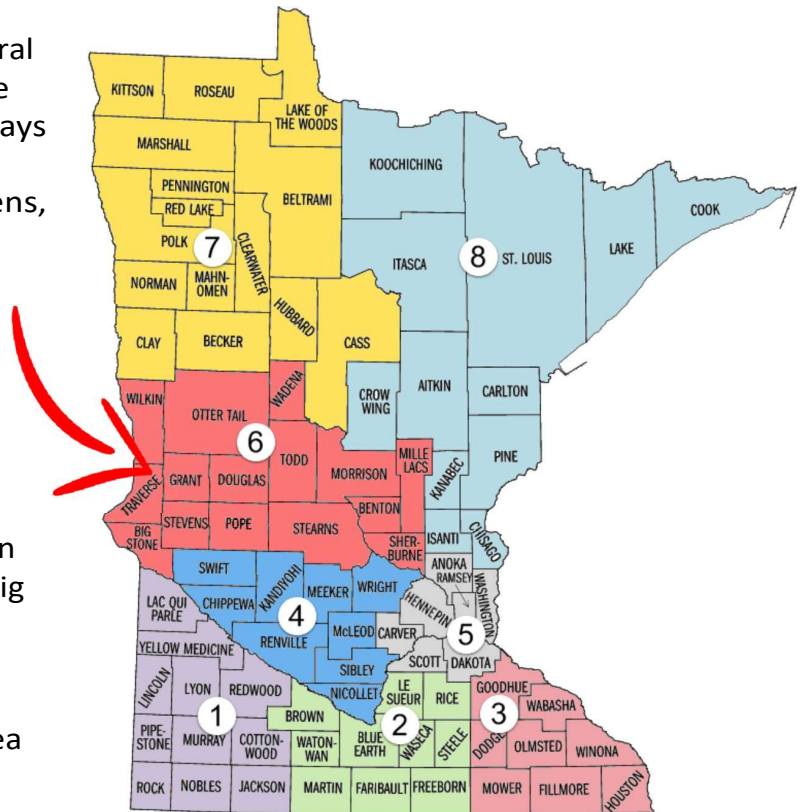 ral
e
ays
ens,
n
ig
ea
KITTSON
ROSEAU
LAKE OF
THE WOODS
MARSHALL
PENNINGTON
RED LAKE
POLK
7
CLEARWATER
BELTRAMI
NORMAN
MAHN-
OMEN
HUBBARD
CLAY
BECKER
CASS
KOOCHICHING
ITASCA
8
ST. LOUIS
LAKE
COOK
CROW
WING
AITKIN
CARLTON
PINE
KANABEC
ISANTI
CHISAGO
WILKIN
OTTER TAIL
WADENA
6
TODD
MORRISON
MILLE
LACS
TRAVERSE
GRANT
DOUGLAS
BENTON
BIG
STONE
STEVENS
POPE
STEARNS
SHER-
BURNE
SWIFT
KANDIYOHI
MEEKER
WRIGHT
CHIPPEWA
4
RENVILLE
McLEOD
SIBLEY
NICOLLET
ANOKA
RAMSEY
WASHINGTON
HENNEPIN
CARVER
5
SCOTT
DAKOTA
LAC QUI
PARLE
YELLOW MEDICINE
LINCOLN
LYON
REDWOOD
1
PIPE-
STONE
MURRAY
COTTON-
WOOD
ROCK
NOBLES
JACKSON
BROWN
LE
SUEUR
RICE
2
WATON-
WAN
BLUE
EARTH
WASECA
STEELE
MARTIN
FARIBAULT
FREEBORN
GOODHUE
WABASHA
3
DODGE
OLMSTED
WINONA
MOWER
FILLMORE
HOUSTON